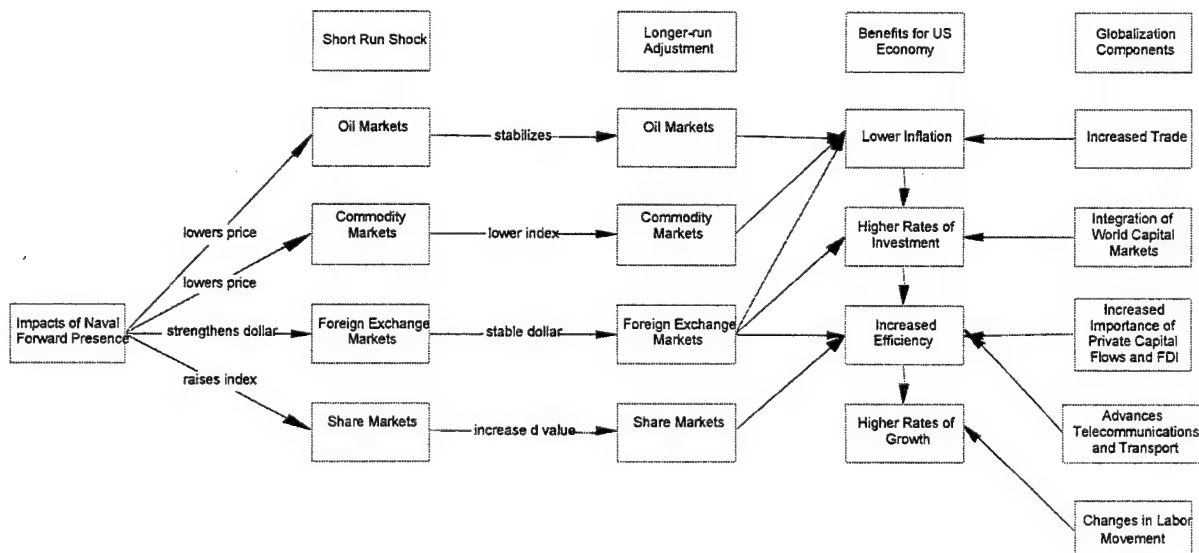 Short Run Shock
Longer-run
Adjustment
Benefits for US
Economy
Globalization
Components
Oil Markets
stabilizes
Oil Markets
Lower Inflation
Increased Trade
lowers price
Commodity
Markets
lower index
Commodity
Markets
Higher Rates of
Investment
Integration of
World Capital
Markets
lowers price
Impacts of Naval
Forward Presence
strengthens dollar
Foreign Exchange
Markets
stable dollar
Foreign Exchange
Markets
Increased
Efficiency
Increased
Importance of
Private Capital
Flows and FDI
raises index
Share Markets
increase d value
Share Markets
Higher Rates of
Growth
Advances
Telecommunications
and Transport
Changes in Labor
Movement